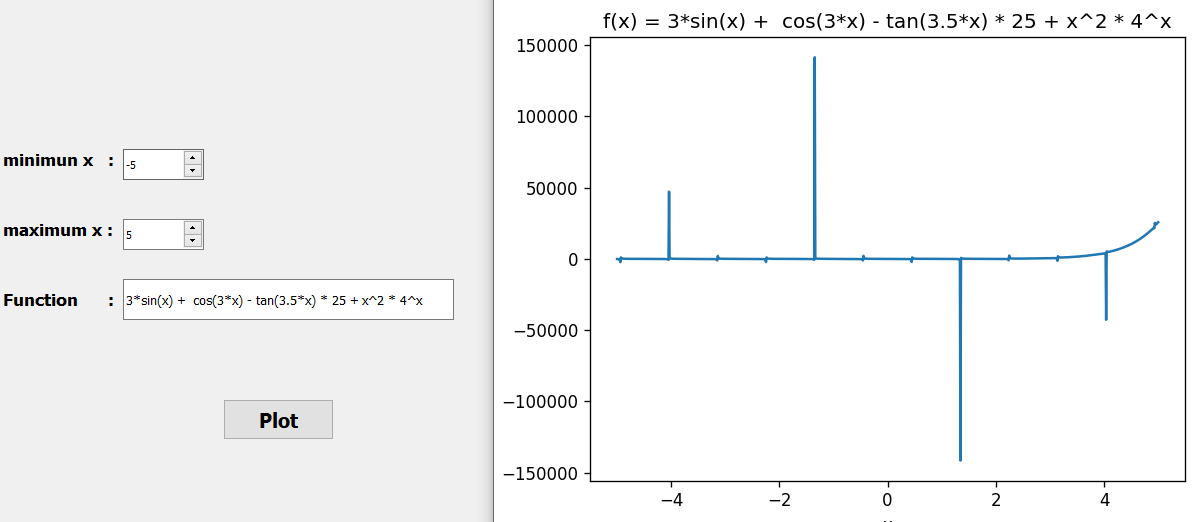 minimun x :
-5
maximum x :
5
Function :
3*sin(x) +  cos(3*x) - tan(3.5*x) * 25 + x^2 * 4^x
Plot
f(x) = 3*sin(x) +  cos(3*x) - tan(3.5*x) * 25 + x^2 * 4^x
150000
100000
50000
0
−50000
−100000
−150000
−4 −2 0 2 4